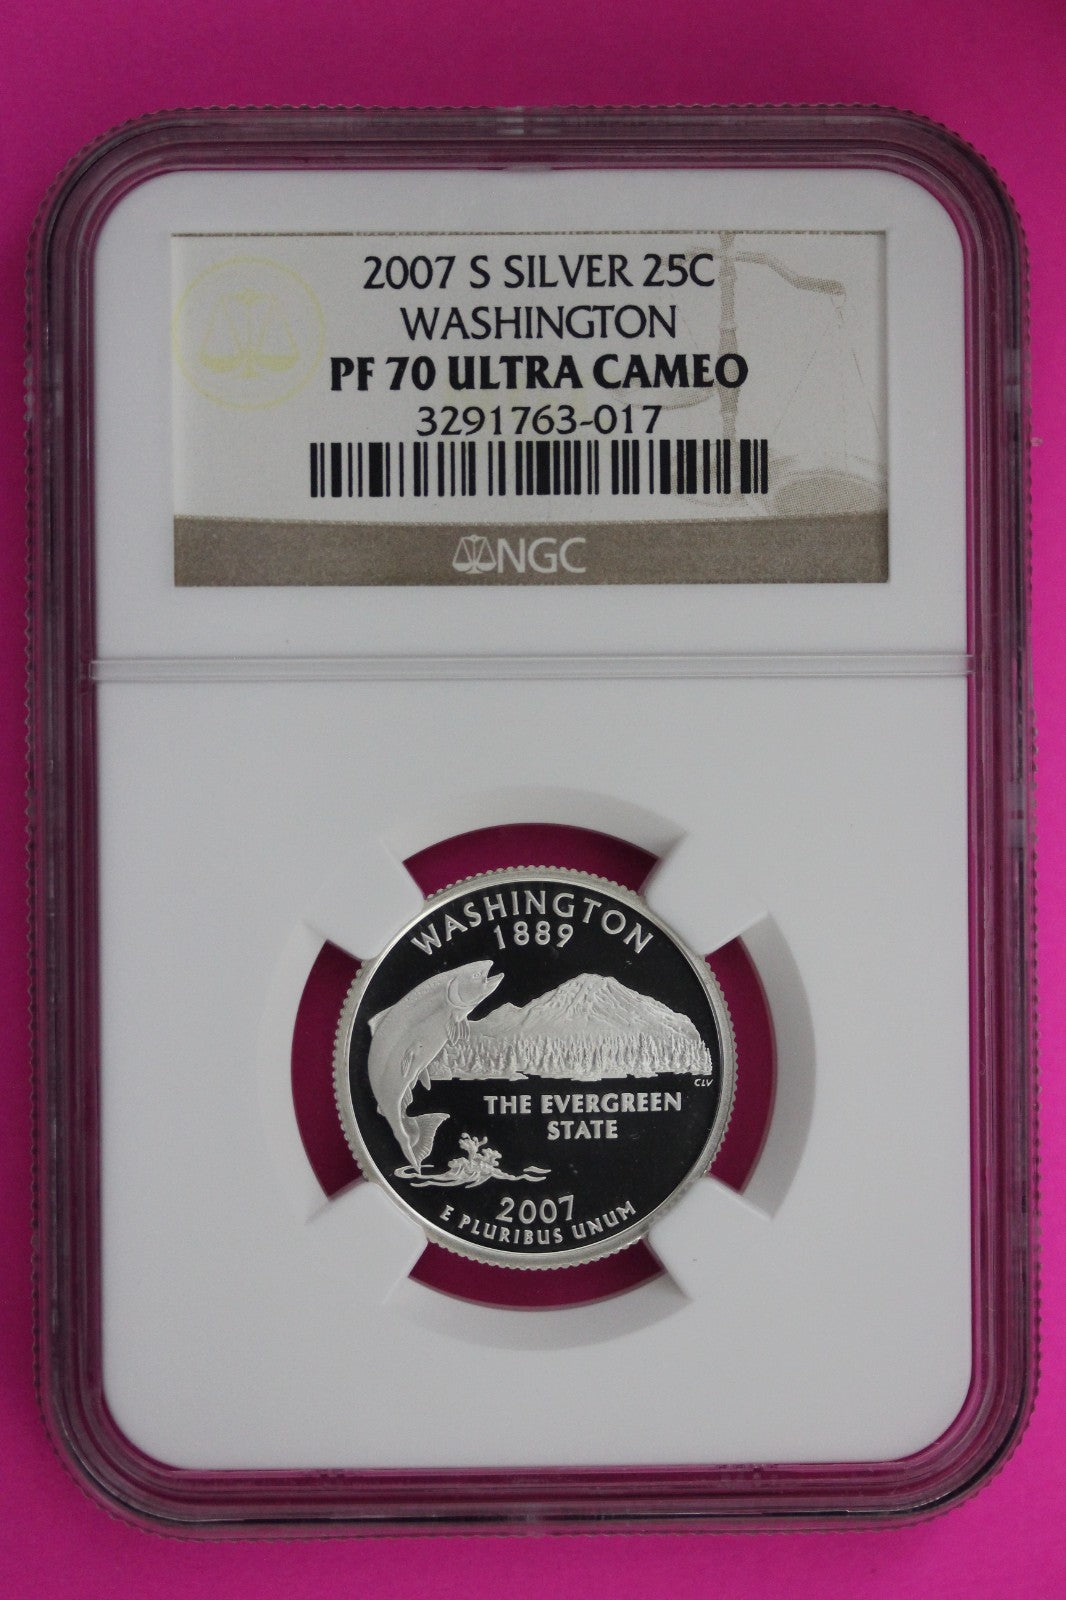 2007 S SILVER 25C
WASHINGTON
PF 70 ULTRA CAMEO
3291763-017
NGC
WASHINGTON
1889
CLV
THE EVERGREEN
STATE
2007
E PLURIBUS UNUM